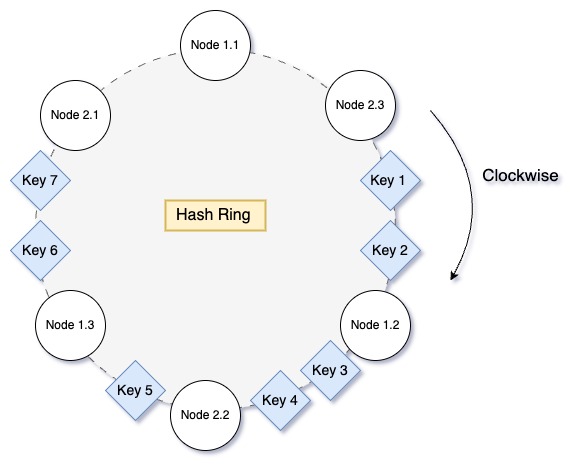 Node 1.1
Node 2.3
Node 2.1
Clockwise
Key 7
Key 1
Hash Ring
Key 6
Key 2
Node 1.3
Node 1.2
Key 3
Key 5
Key 4
Node 2.2